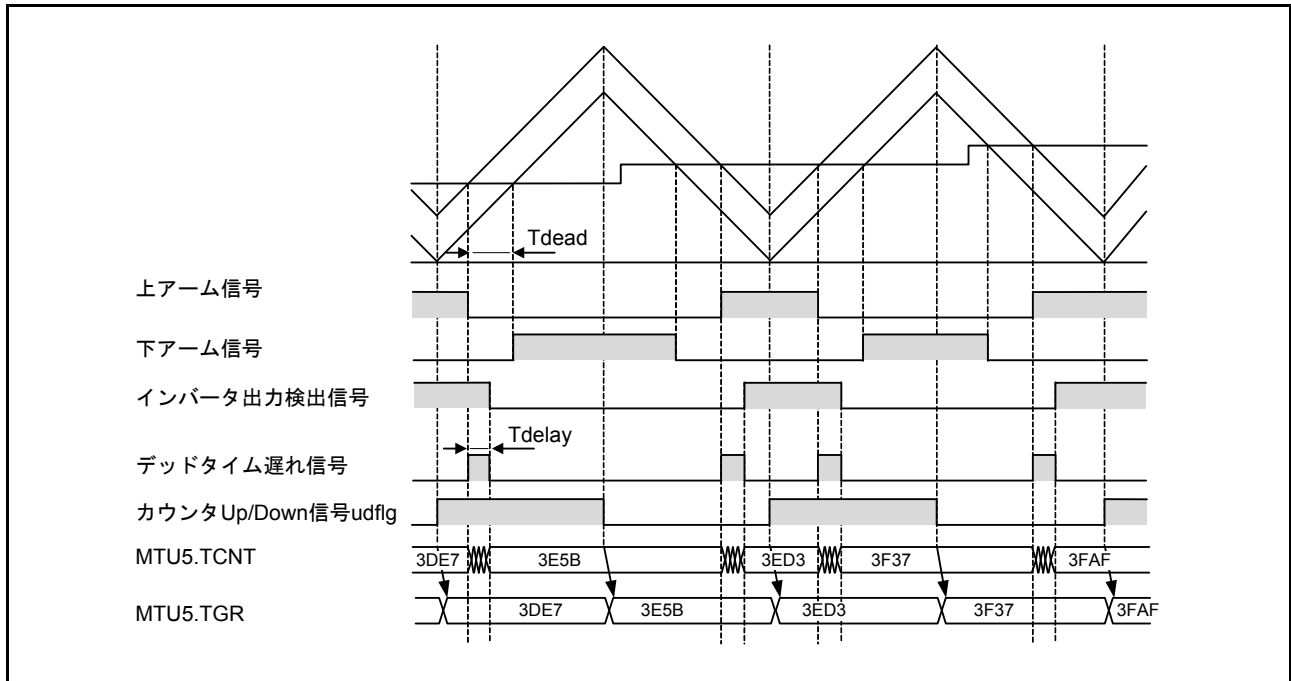 Tdead
上アーム信号
下アーム信号
インバータ出力検出信号
Tdelay
デッドタイム遅れ信号
カウンタUp/Down信号udflg
MTU5.TCNT 3DE7 3E5B 3ED3 3F37 3FAF
MTU5.TGR 3DE7 3E5B 3ED3 3F37 3FAF